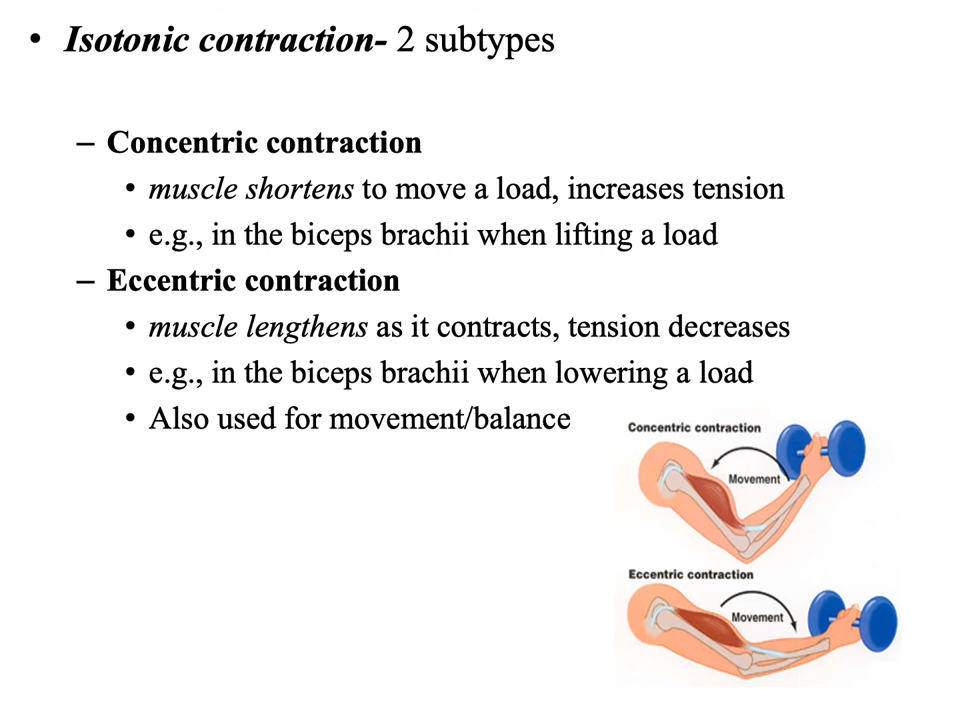 • Isotonic contraction- 2 subtypes
– Concentric contraction
• muscle shortens to move a load, increases tension
• e.g., in the biceps brachii when lifting a load
– Eccentric contraction
• muscle lengthens as it contracts, tension decreases
• e.g., in the biceps brachii when lowering a load
• Also used for movement/balance
Concentric contraction
Movement
Eccentric contraction
Movement